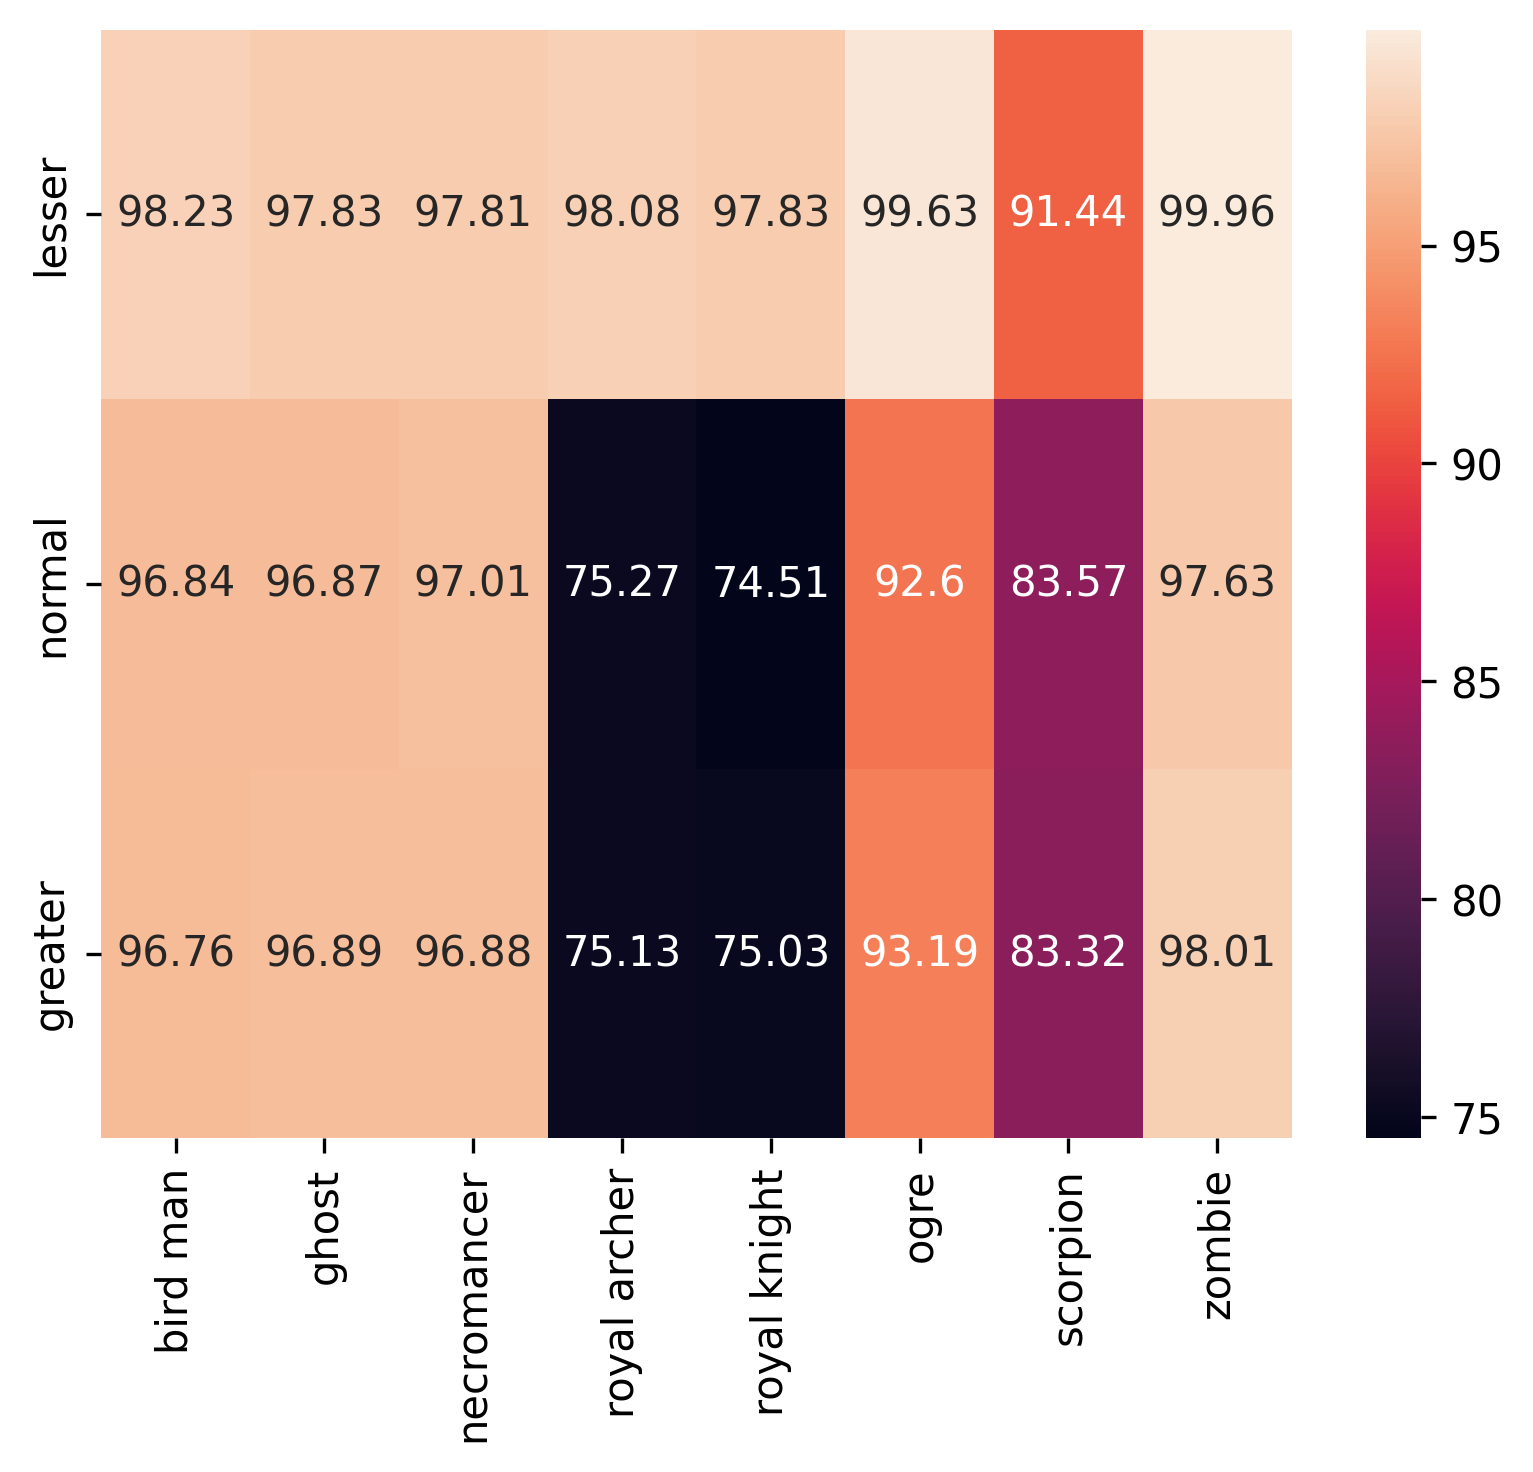 lesser 98.23 97.83 97.81 98.08 97.83 99.63 91.44 99.96
normal 96.84 96.87 97.01 75.27 74.51 92.6 83.57 97.63
greater 96.76 96.89 96.88 75.13 75.03 93.19 83.32 98.01
bird man
ghost
necromancer
royal archer
royal knight
ogre
scorpion
zombie
95
90
85
80
75